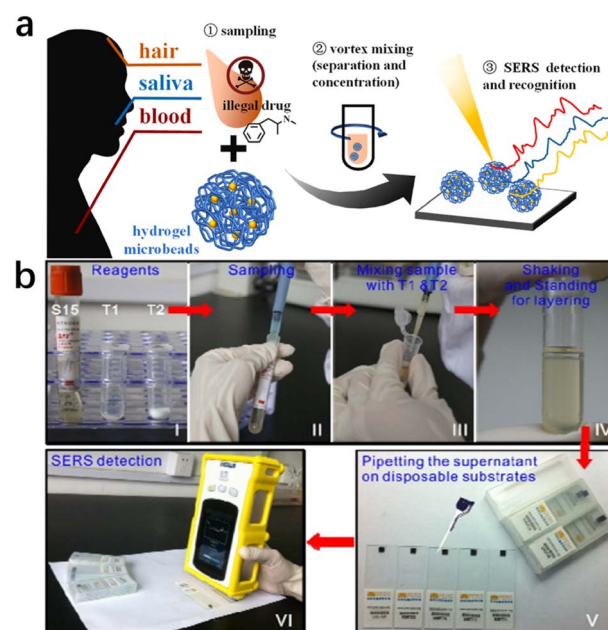 a
hair
saliva
blood
① sampling
illegal drug
hydrogel
microbeads
② vortex mixing
(separation and
concentration)
③ SERS detection
and recognition
b
Reagents
S15 T1 T2
I
Sampling
II
Mixing sample
with T1 &T2
III
Shaking
and Standing
for layering
IV
Pipetting the supernatant
on disposable substrates
V
SERS detection
VI